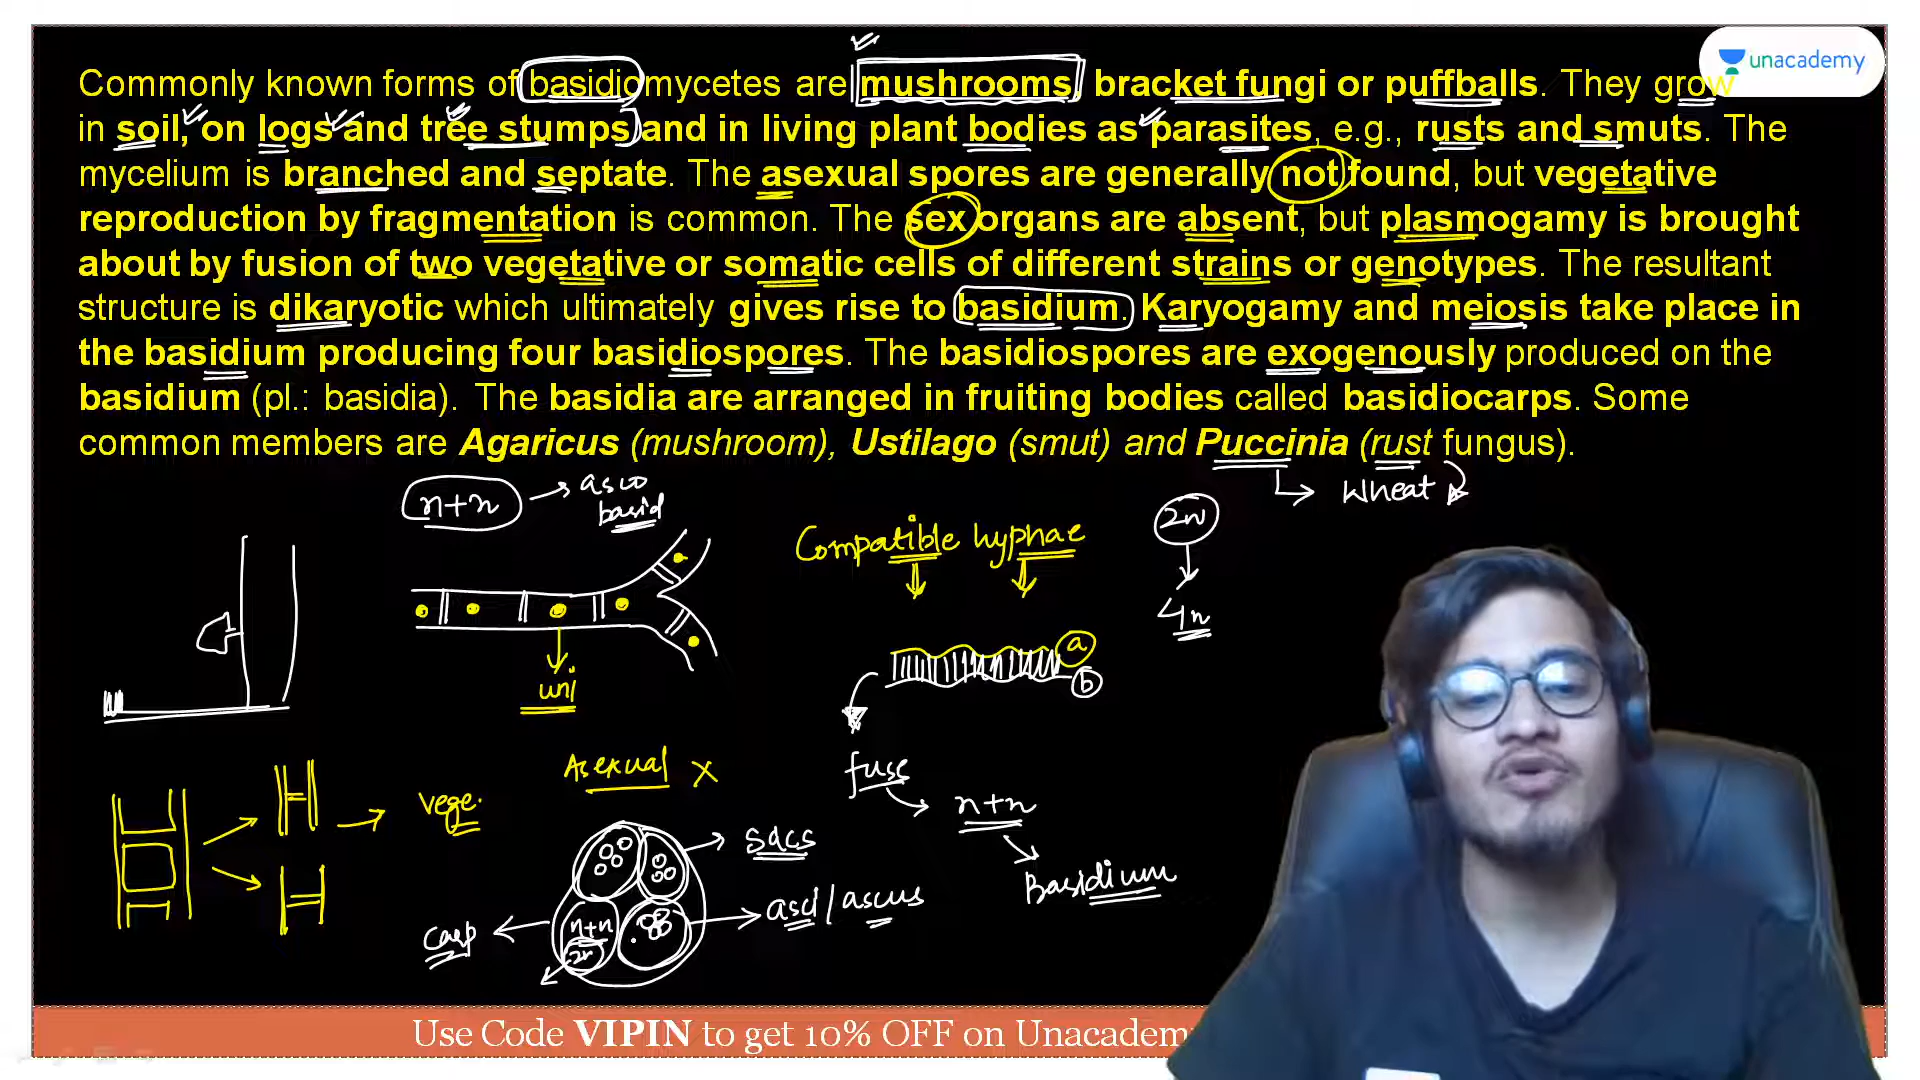 unacademy
Commonly known forms of basidiomycetes are mushrooms, bracket fungi or puffballs. They grow
in soil, on logs and tree stumps and in living plant bodies as parasites, e.g., rusts and smuts. The
mycelium is branched and septate. The asexual spores are generally not found, but vegetative
reproduction by fragmentation is common. The sex organs are absent, but plasmogamy is brought
about by fusion of two vegetative or somatic cells of different strains or genotypes. The resultant
structure is dikaryotic which ultimately gives rise to basidium. Karyogamy and meiosis take place in
the basidium producing four basidiospores. The basidiospores are exogenously produced on the
basidium (pl.: basidia). The basidia are arranged in fruiting bodies called basidiocarps. Some
common members are Agaricus (mushroom), Ustilago (smut) and Puccinia (rust fungus).
n+n
asco
basid
Wheat
2n
4n
Compatible hyphae
a
b
uni
Asexual x
fuse
n+n
Basidium
vege.
sacs
asci/ascus
carp
n+n
2n
Use Code VIPIN to get 10% OFF on Unacademy